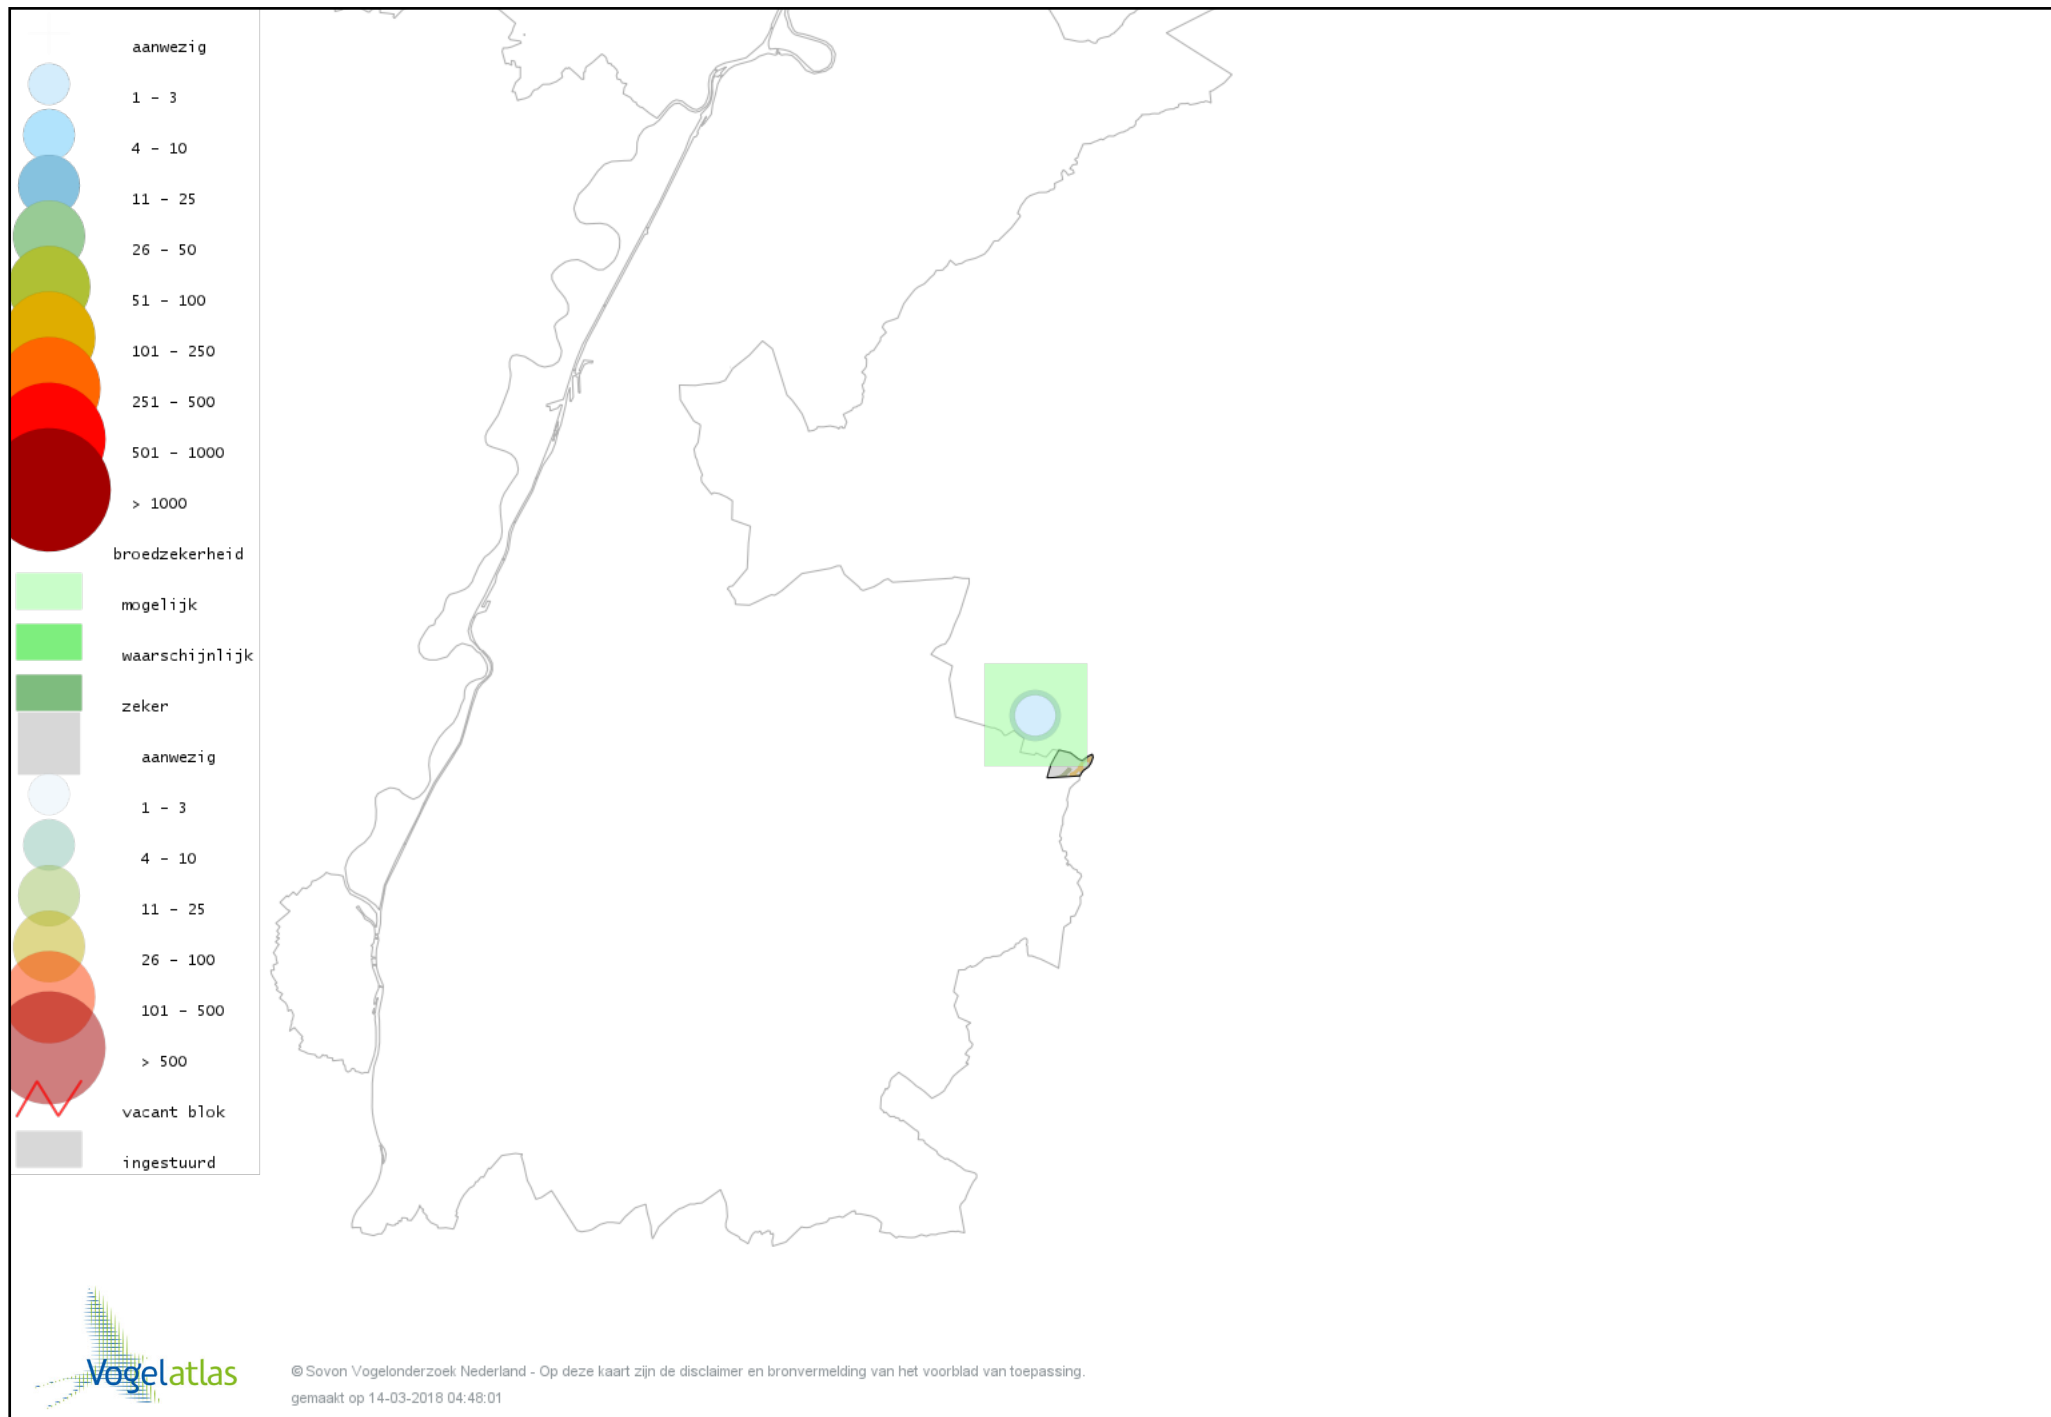 aanwezig
1 - 3
4 - 10
11 - 25
26 - 50
51 - 100
101 - 250
251 - 500
501 - 1000
> 1000
broedzekerheid
mogelijk
waarschijnlijk
zeker
aanwezig
1 - 3
4 - 10
11 - 25
26 - 100
101 - 500
> 500
vacant blok
ingestuurd
Vogelatlas
© Sovon Vogelonderzoek Nederland - Op deze kaart zijn de disclaimer en bronvermelding van het voorblad van toepassing.
gemaakt op 14-03-2018 04:48:01